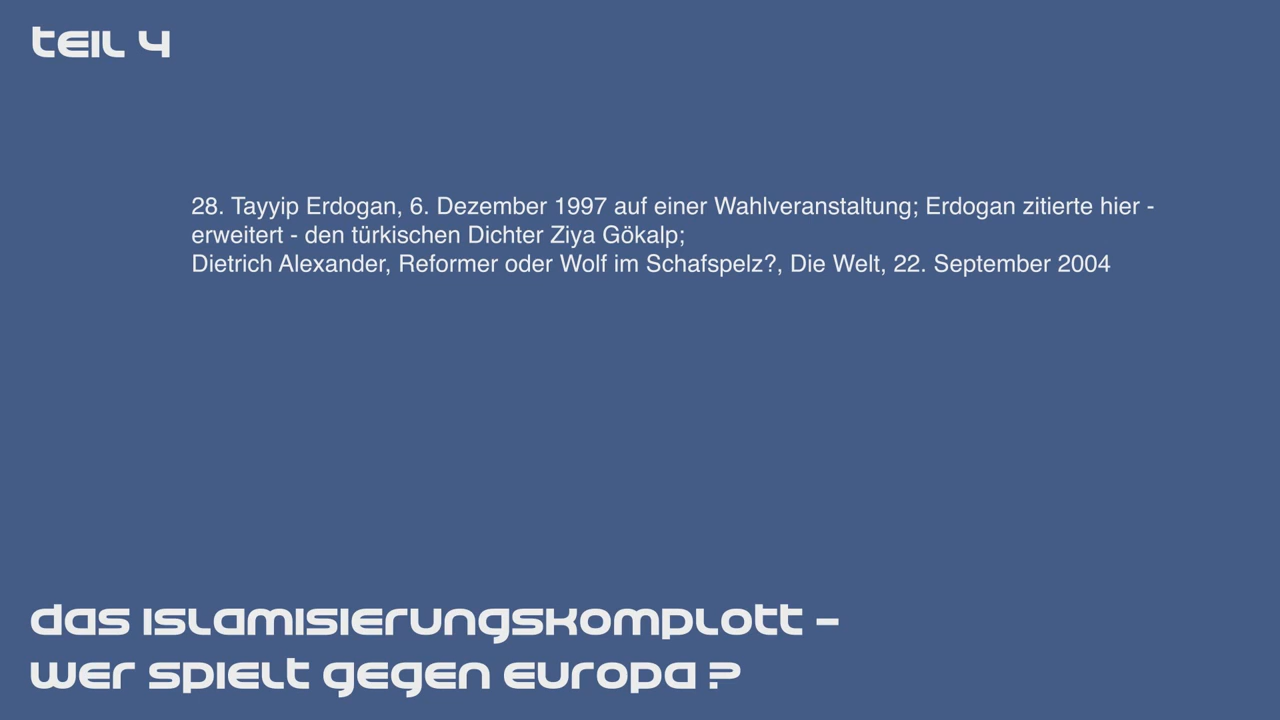 Teil 4
28. Tayyip Erdogan, 6. Dezember 1997 auf einer Wahlveranstaltung; Erdogan zitierte hier -
erweitert - den türkischen Dichter Ziya Gökalp;
Dietrich Alexander, Reformer oder Wolf im Schafspelz?, Die Welt, 22. September 2004
das Islamisierungskomplott –
wer spielt gegen Europa ?